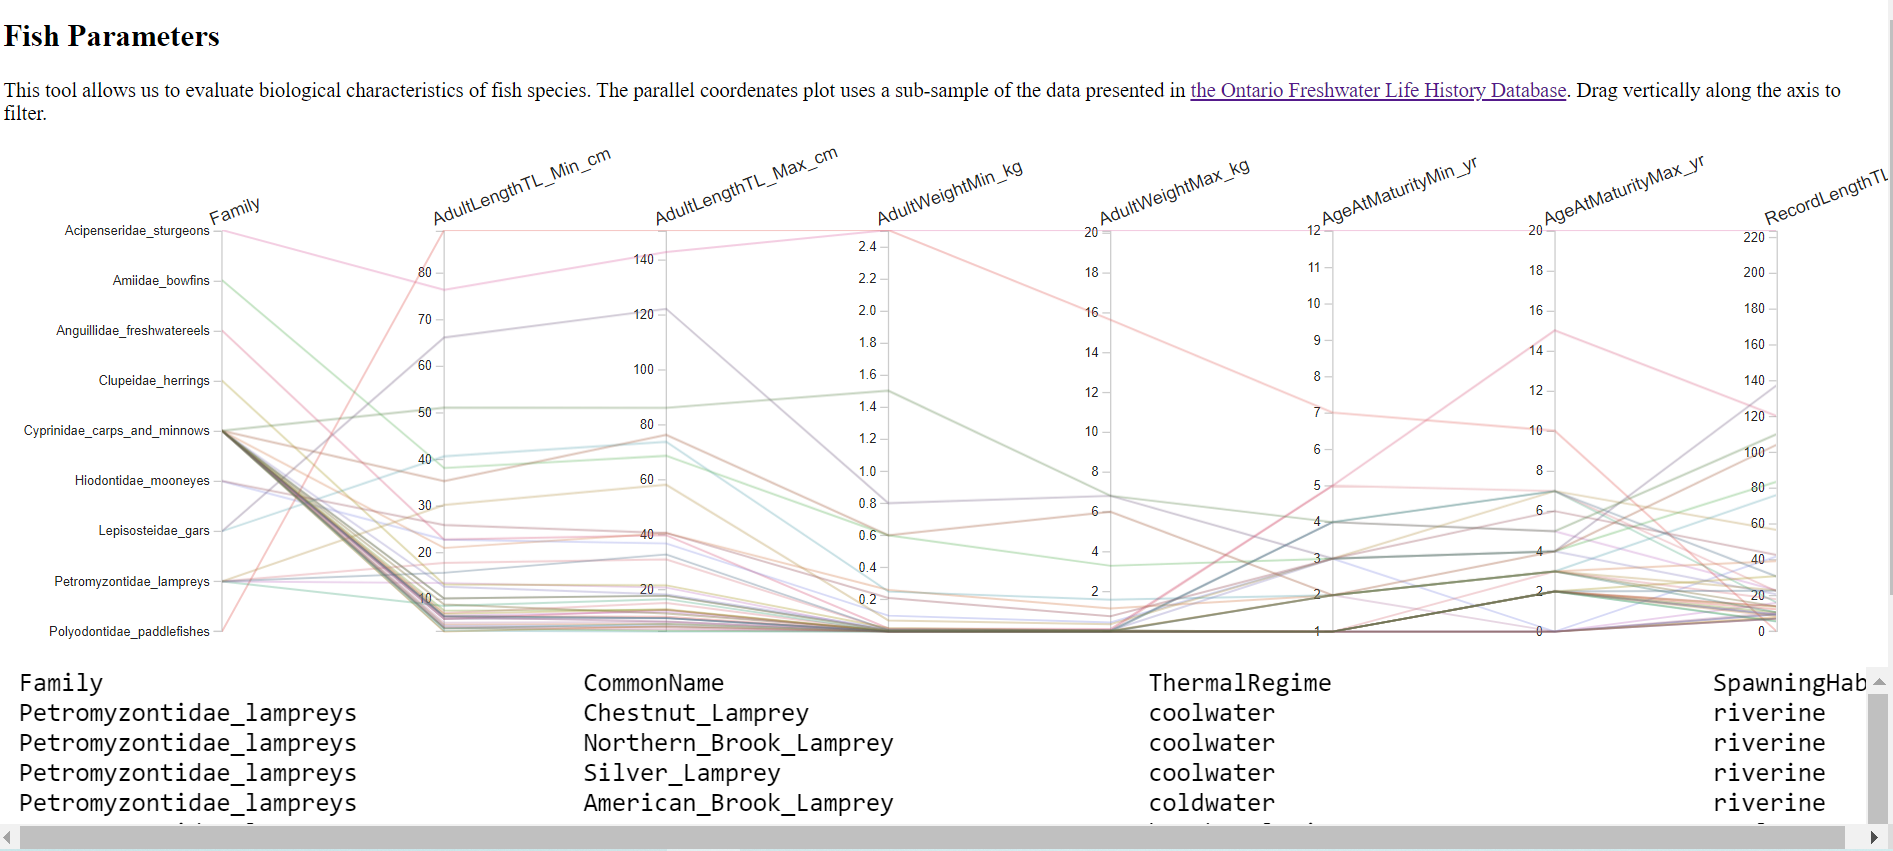 Fish Parameters
This tool allows us to evaluate biological characteristics of fish species. The parallel coordenates plot uses a sub-sample of the data presented in the Ontario Freshwater Life History Database. Drag vertically along the axis to
filter.
Family
AdultLengthTL_Min_cm
AdultLengthTL_Max_cm
AdultWeightMin_kg
AdultWeightMax_kg
AgeAtMaturityMin_yr
AgeAtMaturityMax_yr
RecordLengthTL
Acipenseridae_sturgeons
Amiidae_bowfins
Anguillidae_freshwatereels
Clupeidae_herrings
Cyprinidae_carps_and_minnows
Hiodontidae_mooneyes
Lepisosteidae_gars
Petromyzontidae_lampreys
Polyodontidae_paddlefishes
80
70
60
50
40
30
20
10
140
120
100
80
60
40
20
2.4
2.2
2.0
1.8
1.6
1.4
1.2
1.0
0.8
0.6
0.4
0.2
20
18
16
14
12
10
8
6
4
2
12
11
10
9
8
7
6
5
4
3
2
1
20
18
16
14
12
10
8
6
4
2
0
220
200
180
160
140
120
100
80
60
40
20
0
Family CommonName ThermalRegime SpawningHab
Petromyzontidae_lampreys Chestnut_Lamprey coolwater riverine
Petromyzontidae_lampreys Northern_Brook_Lamprey coolwater riverine
Petromyzontidae_lampreys Silver_Lamprey coolwater riverine
Petromyzontidae_lampreys American_Brook_Lamprey coldwater riverine